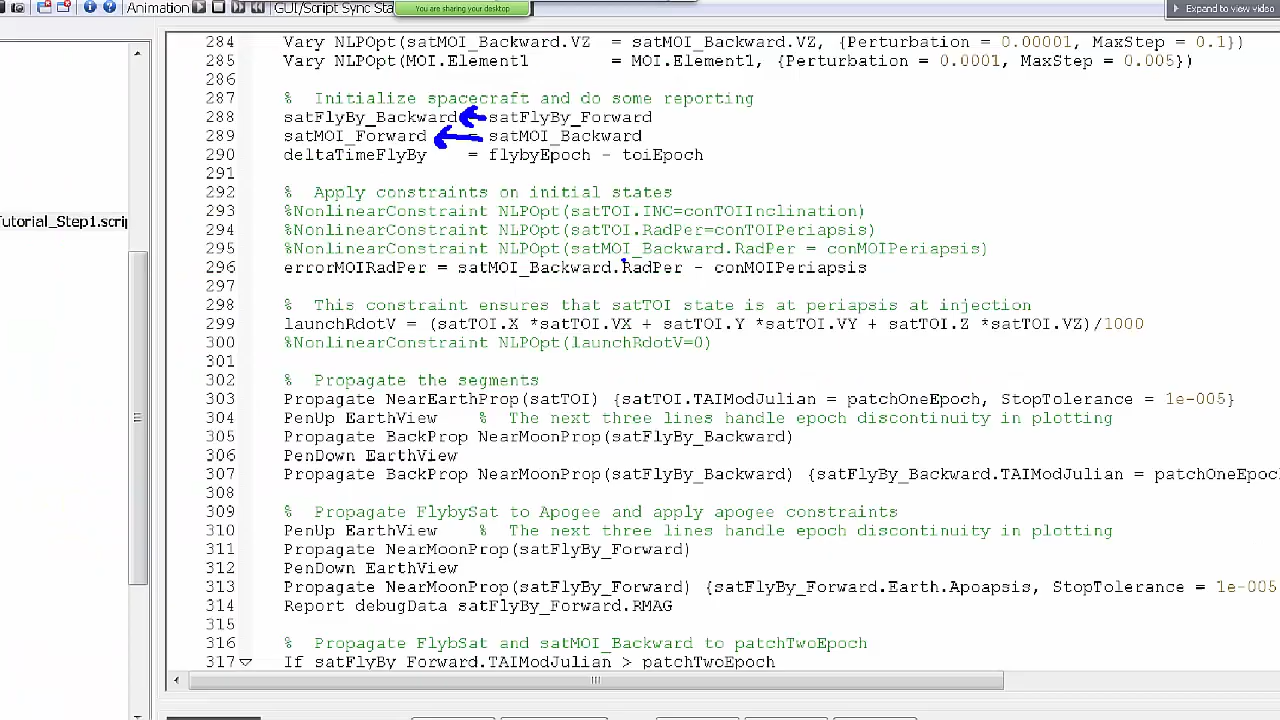 Animation
GUI/Script Sync Sta
You are sharing your desktop
Expand to view video
Tutorial_Step1.scrip
284 Vary NLPOpt(satMOI_Backward.VZ = satMOI_Backward.VZ, {Perturbation = 0.00001, MaxStep = 0.1})
285 Vary NLPOpt(MOI.Element1 = MOI.Element1, {Perturbation = 0.0001, MaxStep = 0.005})
286
287 % Initialize spacecraft and do some reporting
288 satFlyBy_Backward satFlyBy_Forward
289 satMOI_Forward = satMOI_Backward
290 deltaTimeFlyBy = flybyEpoch - toiEpoch
291
292 % Apply constraints on initial states
293 %NonlinearConstraint NLPOpt(satTOI.INC=conTOIInclination)
294 %NonlinearConstraint NLPOpt(satTOI.RadPer=conTOIPeriapsis)
295 %NonlinearConstraint NLPOpt(satMOI_Backward.RadPer = conMOIPeriapsis)
296 errorMOIRadPer = satMOI_Backward.RadPer - conMOIPeriapsis
297
298 % This constraint ensures that satTOI state is at periapsis at injection
299 launchRdotV = (satTOI.X *satTOI.VX + satTOI.Y *satTOI.VY + satTOI.Z *satTOI.VZ)/1000
300 %NonlinearConstraint NLPOpt(launchRdotV=0)
301
302 % Propagate the segments
303 Propagate NearEarthProp(satTOI) {satTOI.TAIModJulian = patchOneEpoch, StopTolerance = 1e-005}
304 PenUp EarthView % The next three lines handle epoch discontinuity in plotting
305 Propagate BackProp NearMoonProp(satFlyBy_Backward)
306 PenDown EarthView
307 Propagate BackProp NearMoonProp(satFlyBy_Backward) {satFlyBy_Backward.TAIModJulian = patchOneEpoc
308
309 % Propagate FlybySat to Apogee and apply apogee constraints
310 PenUp EarthView % The next three lines handle epoch discontinuity in plotting
311 Propagate NearMoonProp(satFlyBy_Forward)
312 PenDown EarthView
313 Propagate NearMoonProp(satFlyBy_Forward) {satFlyBy_Forward.Earth.Apoapsis, StopTolerance = 1e-005
314 Report debugData satFlyBy_Forward.RMAG
315
316 % Propagate FlybSat and satMOI_Backward to patchTwoEpoch
317 If satFlyBy_Forward.TAIModJulian > patchTwoEpoch